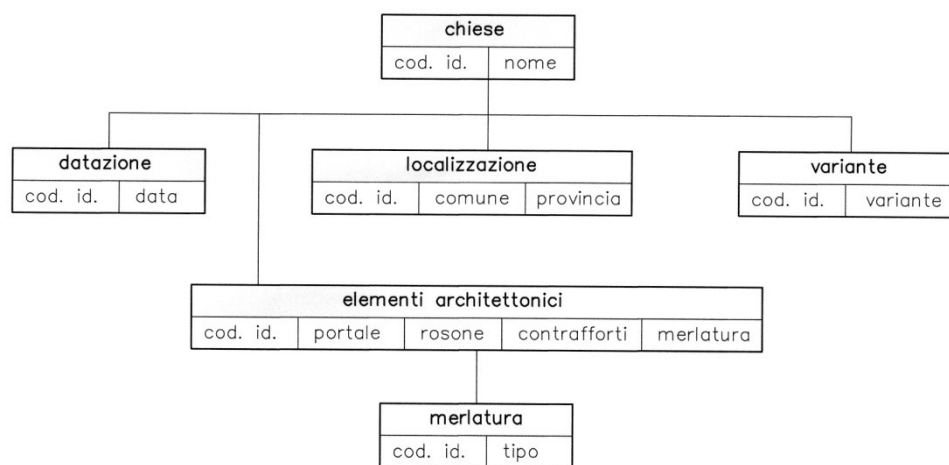 chiese
cod. id. nome
datazione
cod. id. data
localizzazione
cod. id. comune provincia
variante
cod. id. variante
elementi architettonici
cod. id. portale rosone contrafforti merlatura
merlatura
cod. id. tipo